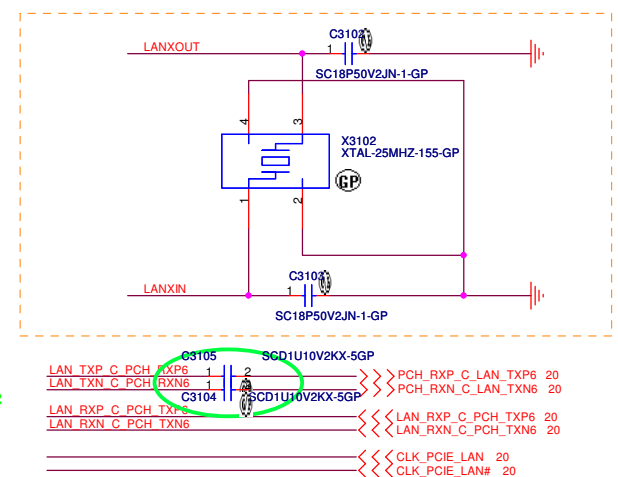 C3102
LANXOUT
1
SC18P50V2JN-1-GP
4 3
X3102
XTAL-25MHZ-155-GP
GP
1 2
C3103
LANXIN
1
SC18P50V2JN-1-GP
C3105 SCD1U10V2KX-5GP
LAN_TXP_C_PCH_RXP6 1 2 PCH_RXP_C_LAN_TXP6 20
LAN_TXN_C_PCH_RXN6 1 PCH_RXN_C_LAN_TXN6 20
C3104 SCD1U10V2KX-5GP
LAN_RXP_C_PCH_TXP6 LAN_RXP_C_PCH_TXP6 20
LAN_RXN_C_PCH_TXN6 LAN_RXN_C_PCH_TXN6 20
CLK_PCIE_LAN 20
CLK_PCIE_LAN# 20